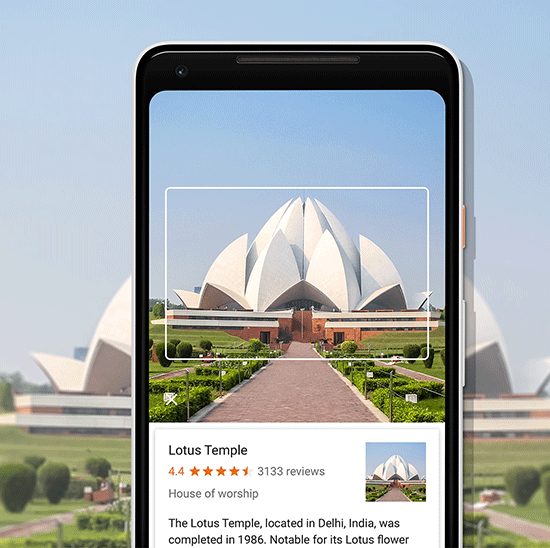 Lotus Temple
4.4 3133 reviews
House of worship
The Lotus Temple, located in Delhi, India, was
completed in 1986. Notable for its Lotus flower